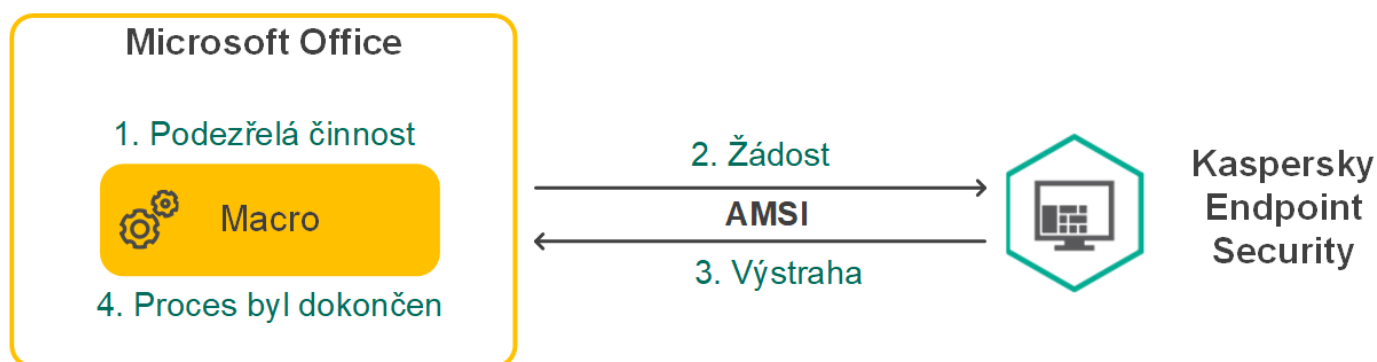 Microsoft Office
1. Podezřelá činnost
Macro
4. Proces byl dokončen
2. Žádost
AMSI
3. Výstraha
Kaspersky
Endpoint
Security